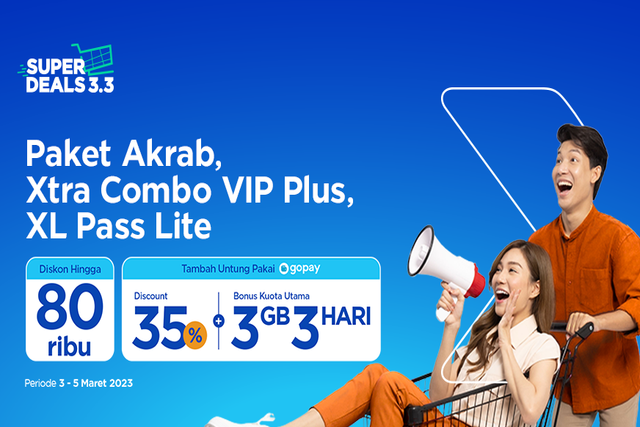 SUPER
DEALS 3.3
Paket Akrab,
Xtra Combo VIP Plus,
XL Pass Lite
Diskon Hingga
80
ribu
Tambah Untung Pakai gopay
Discount
35%
+
Bonus Kuota Utama
3GB 3HARI
Periode 3 - 5 Maret 2023